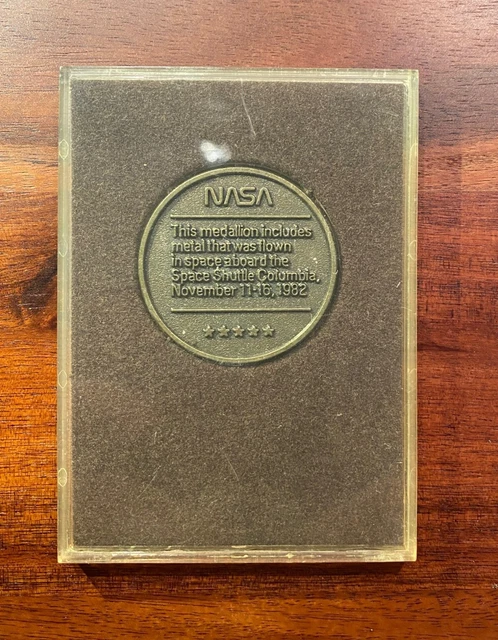 NASA
This medallion includes
metal that was flown
in space aboard the
Space Shuttle Columbia,
November 11-16, 1982